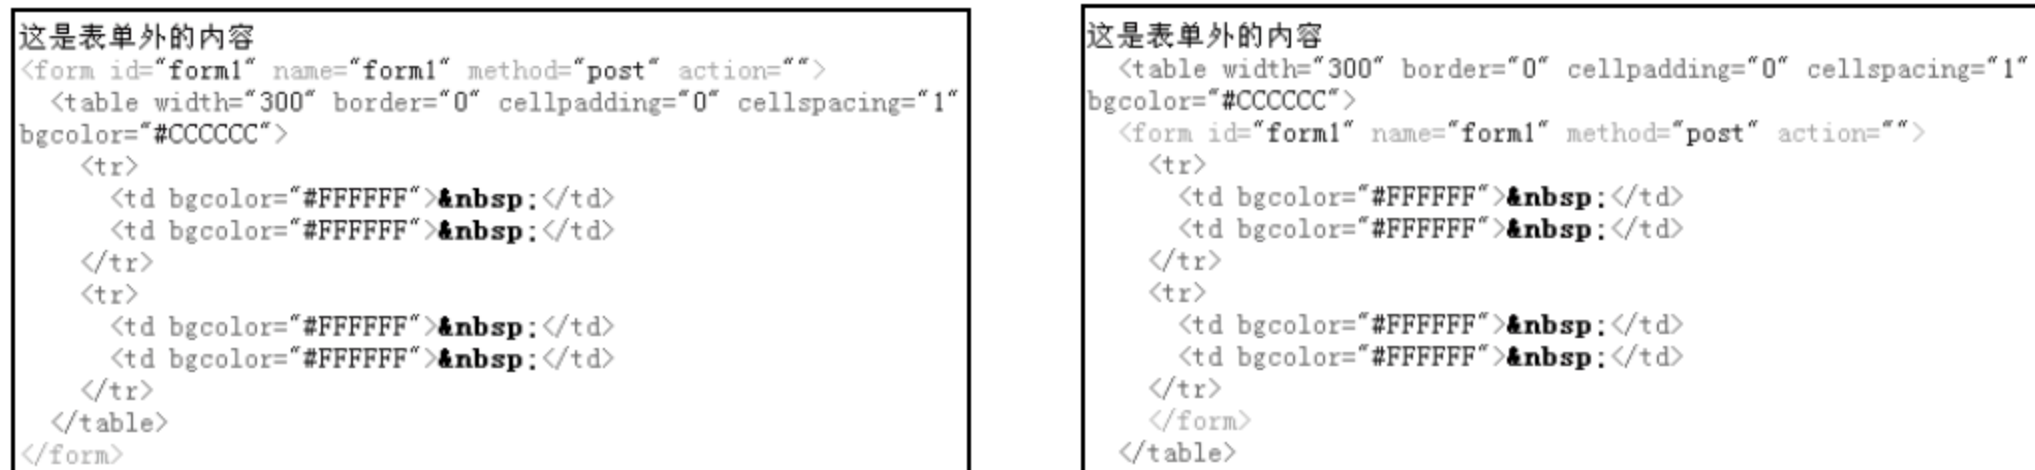 这是表单外的内容
<form id="form1" name="form1" method="post" action="">
<table width="300" border="0" cellpadding="0" cellspacing="1"
bgcolor="#CCCCCC">
<tr>
<td bgcolor="#FFFFFF">&nbsp;</td>
<td bgcolor="#FFFFFF">&nbsp;</td>
</tr>
<tr>
<td bgcolor="#FFFFFF">&nbsp;</td>
<td bgcolor="#FFFFFF">&nbsp;</td>
</tr>
</table>
</form>
这是表单外的内容
<table width="300" border="0" cellpadding="0" cellspacing="1"
bgcolor="#CCCCCC">
<form id="form1" name="form1" method="post" action="">
<tr>
<td bgcolor="#FFFFFF">&nbsp;</td>
<td bgcolor="#FFFFFF">&nbsp;</td>
</tr>
<tr>
<td bgcolor="#FFFFFF">&nbsp;</td>
<td bgcolor="#FFFFFF">&nbsp;</td>
</tr>
</form>
</table>